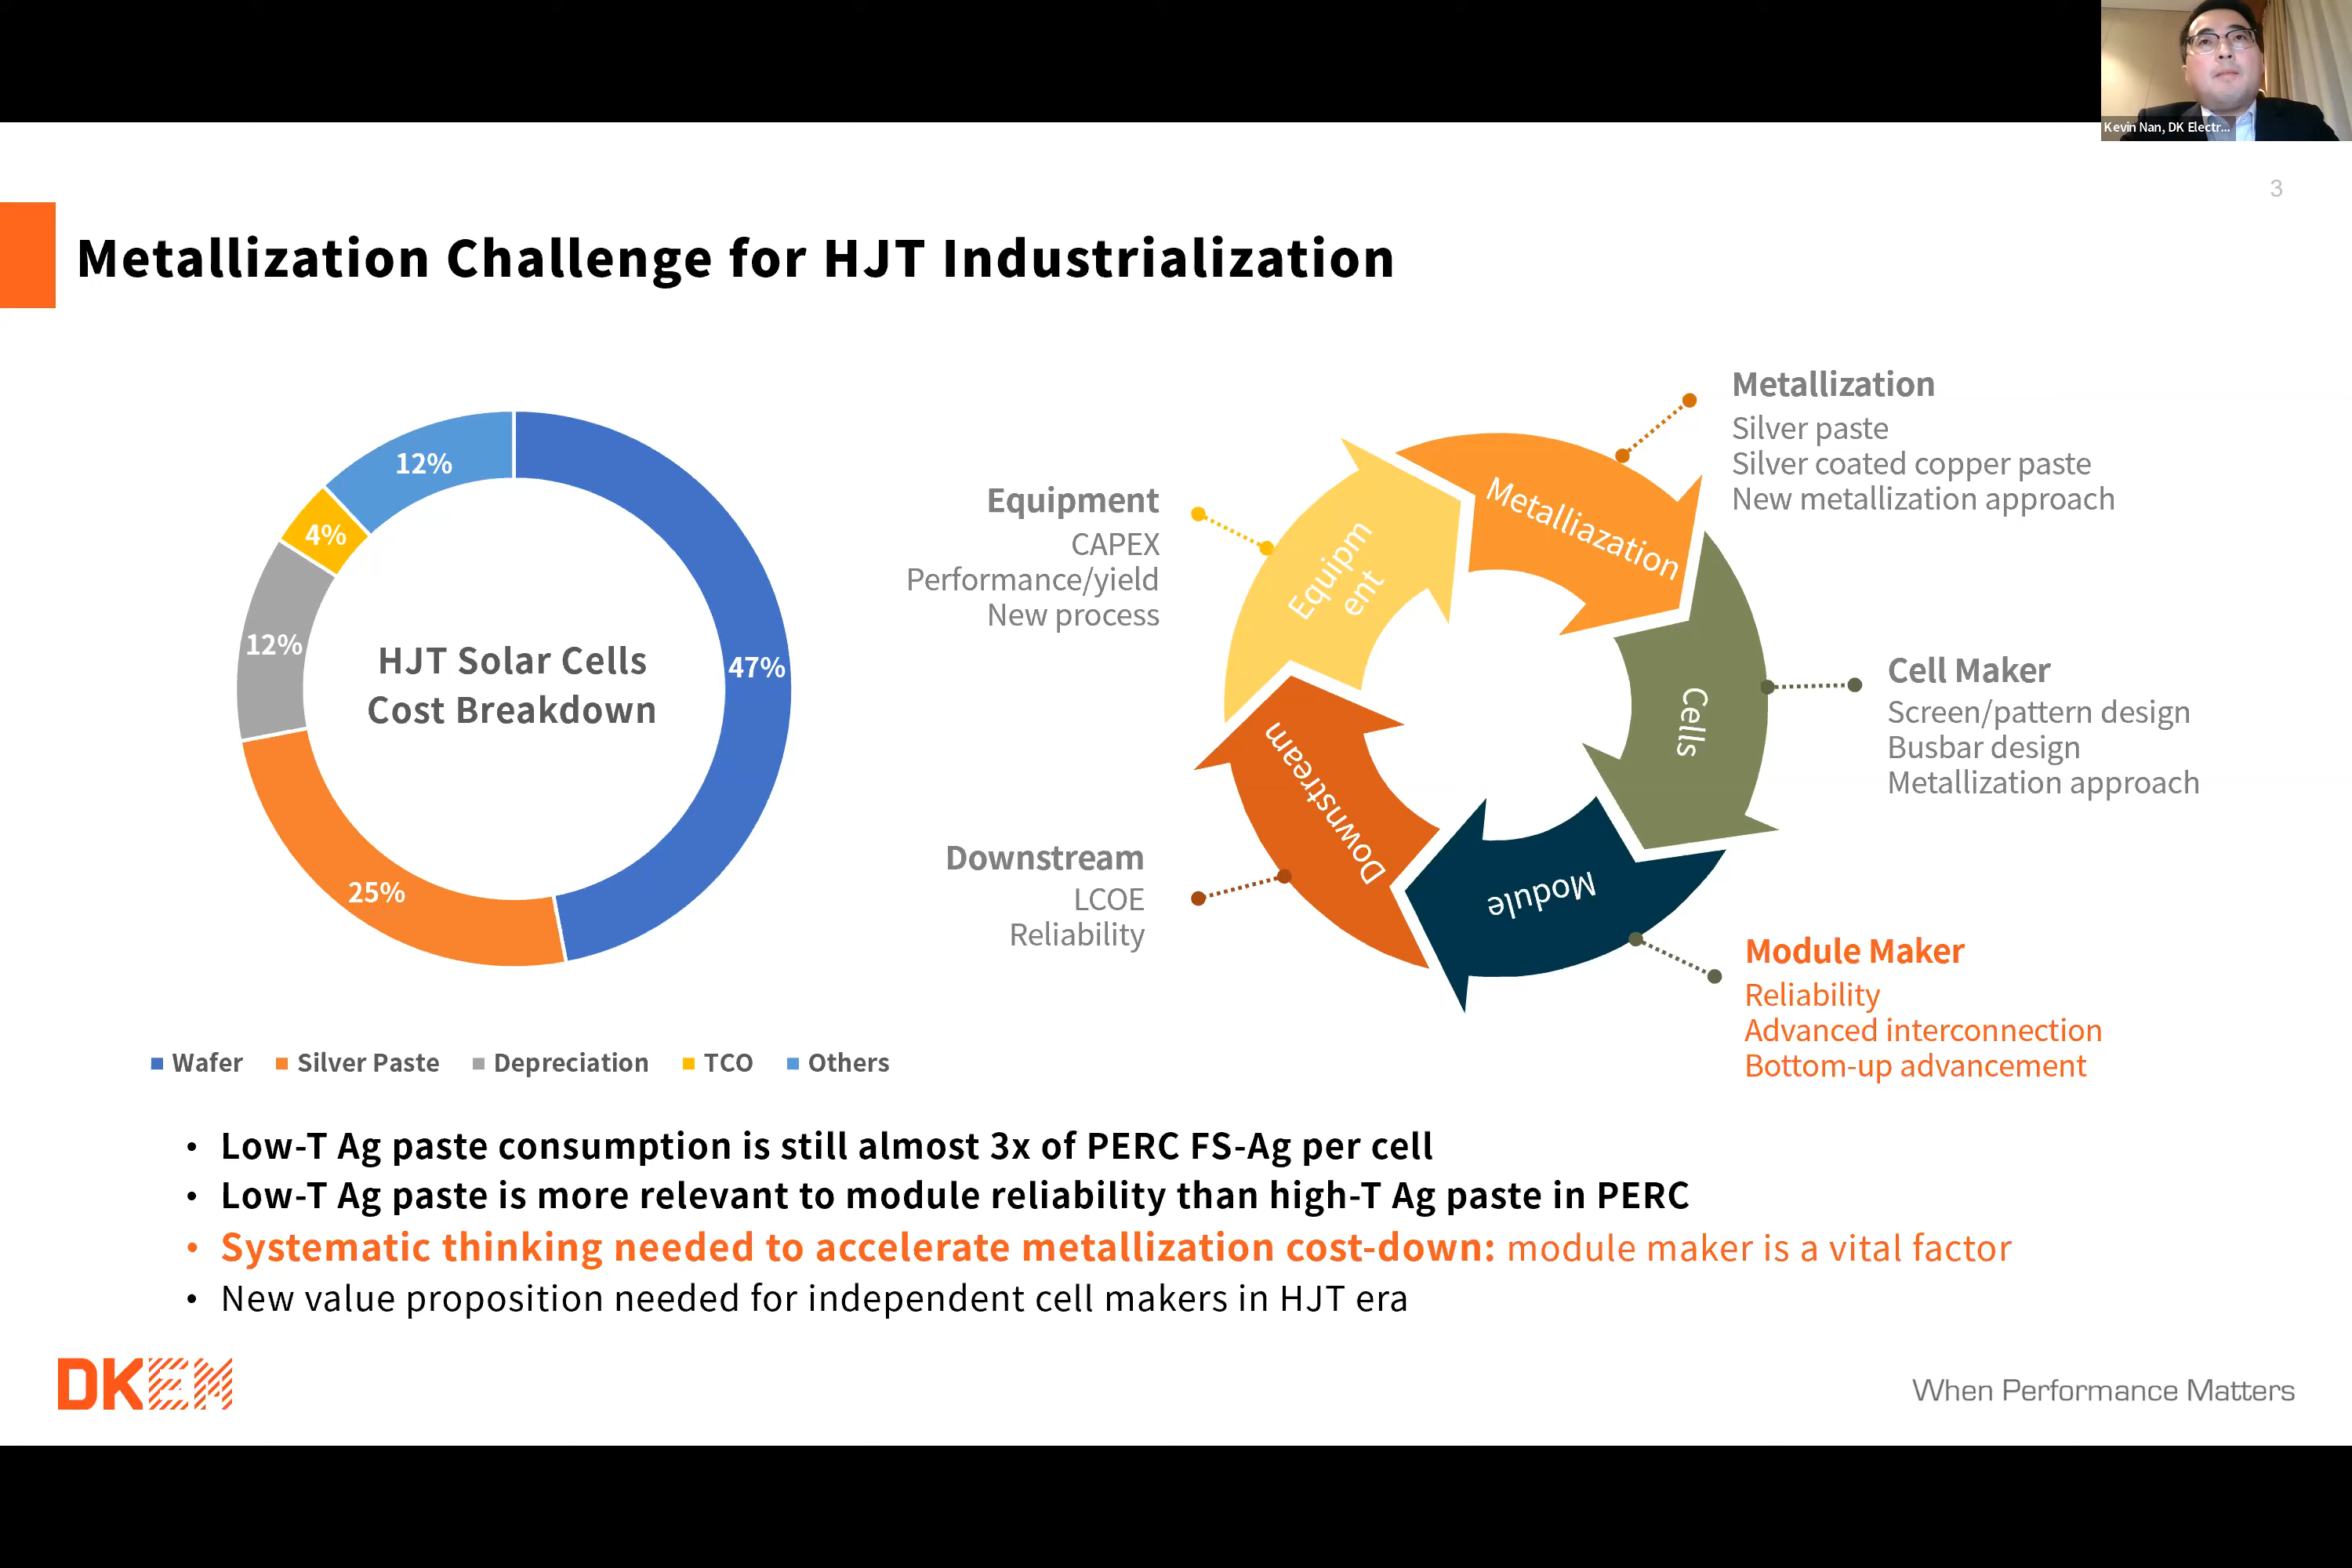 Kevin Nan, DK Electr...
3
Metallization Challenge for HJT Industrialization
12%
4%
12%
47%
25%
HJT Solar Cells
Cost Breakdown
Wafer
Silver Paste
Depreciation
TCO
Others
Equipment
CAPEX
Performance/yield
New process
Downstream
LCOE
Reliability
Equipm
ent
Metalliazation
Cells
Module
Downstream
Metallization
Silver paste
Silver coated copper paste
New metallization approach
Cell Maker
Screen/pattern design
Busbar design
Metallization approach
Module Maker
Reliability
Advanced interconnection
Bottom-up advancement
• Low-T Ag paste consumption is still almost 3x of PERC FS-Ag per cell
• Low-T Ag paste is more relevant to module reliability than high-T Ag paste in PERC
• Systematic thinking needed to accelerate metallization cost-down: module maker is a vital factor
• New value proposition needed for independent cell makers in HJT era
DKEM
When Performance Matters